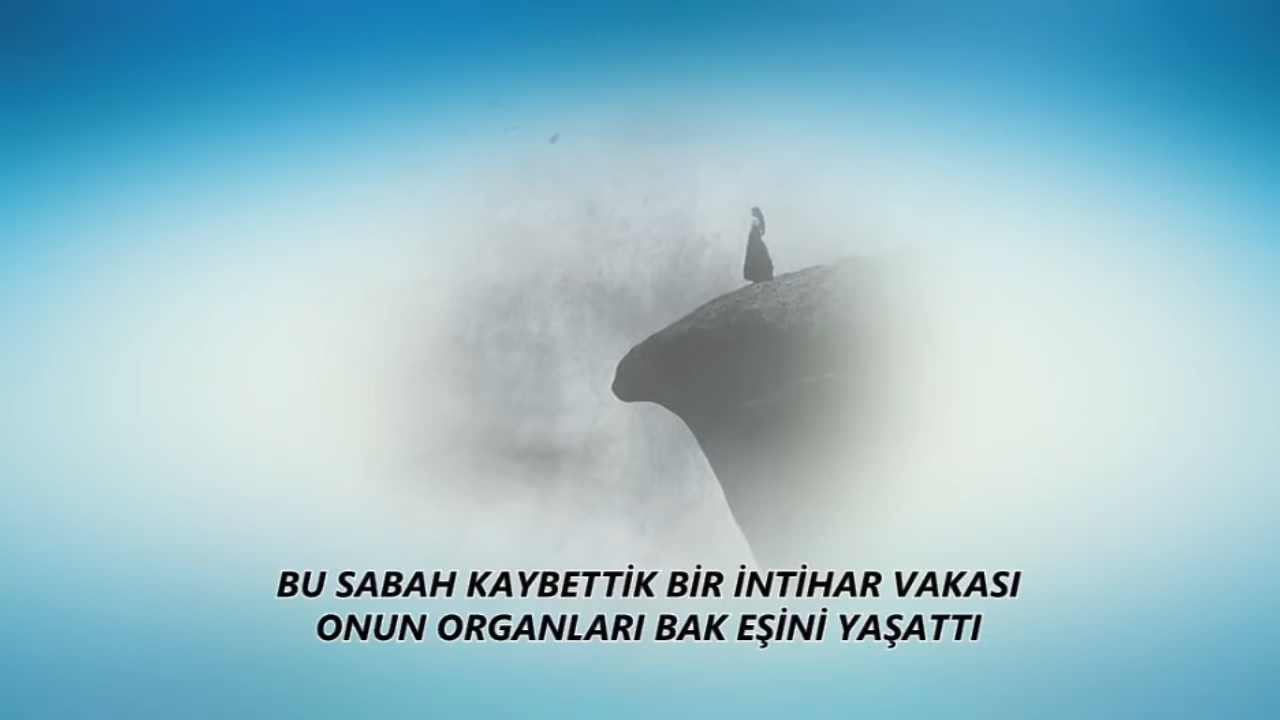 BU SABAH KAYBETTİK BİR İNTİHAR VAKASI
ONUN ORGANLARI BAK EŞİNİ YAŞATTI